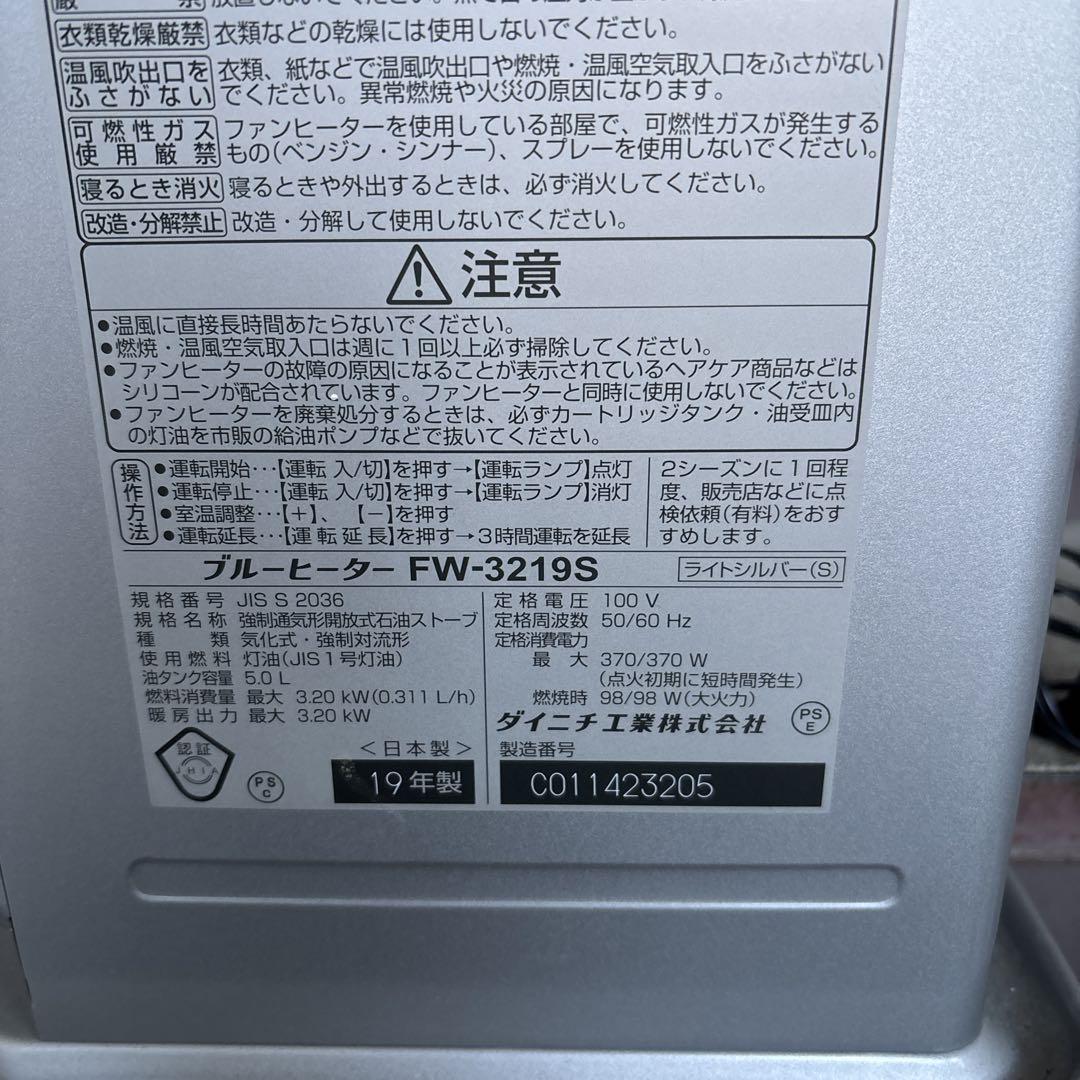 衣類乾燥厳禁 衣類などの乾燥には使用しないでください。
温風吹出口を
ふさがない
衣類、紙などで温風吹出口や燃焼・温風空気取入口をふさがない
でください。異常燃焼や火災の原因になります。
可燃性ガス
使用厳禁
ファンヒーターを使用している部屋で、可燃性ガスが発生する
もの(ベンジン・シンナー)、スプレーを使用しないでください。
寝るとき消火 寝るときや外出するときは、必ず消火してください。
改造・分解禁止 改造・分解して使用しないでください。
注意
●温風に直接長時間あたらないでください。
●燃焼・温風空気取入口は週に1回以上必ず掃除してください。
●ファンヒーターの故障の原因になることが表示されているヘアケア商品などは
シリコーンが配合されています。ファンヒーターと同時に使用しないでください。
●ファンヒーターを廃棄処分するときは、必ずカートリッジタンク・油受皿内
の灯油を市販の給油ポンプなどで抜いてください。
操作方法
●運転開始…【運転 入/切】を押す→【運転ランプ】点灯
●運転停止…【運転 入/切】を押す→【運転ランプ】消灯
●室温調整…【+】、【−】を押す
●運転延長…【運転延長】を押す→3時間運転を延長
2シーズンに1回程
度、販売店などに点
検依頼(有料)をおす
すめします。
ブルーヒーター FW-3219S ライトシルバー(S)
規格番号 JIS S 2036
規格名称 強制通気形開放式石油ストーブ
種類 気化式・強制対流形
使用燃料 灯油(JIS1号灯油)
油タンク容量 5.0 L
燃料消費量 最大 3.20 kW(0.311 L/h)
暖房出力 最大 3.20 kW
認証
JHIA
PS
C
<日本製>
19年製
定格電圧 100 V
定格周波数 50/60 Hz
定格消費電力
最大 370/370 W
(点火初期に短時間発生)
燃焼時 98/98 W(大火力)
ダイニチ工業株式会社
PS
E
製造番号
C011423205